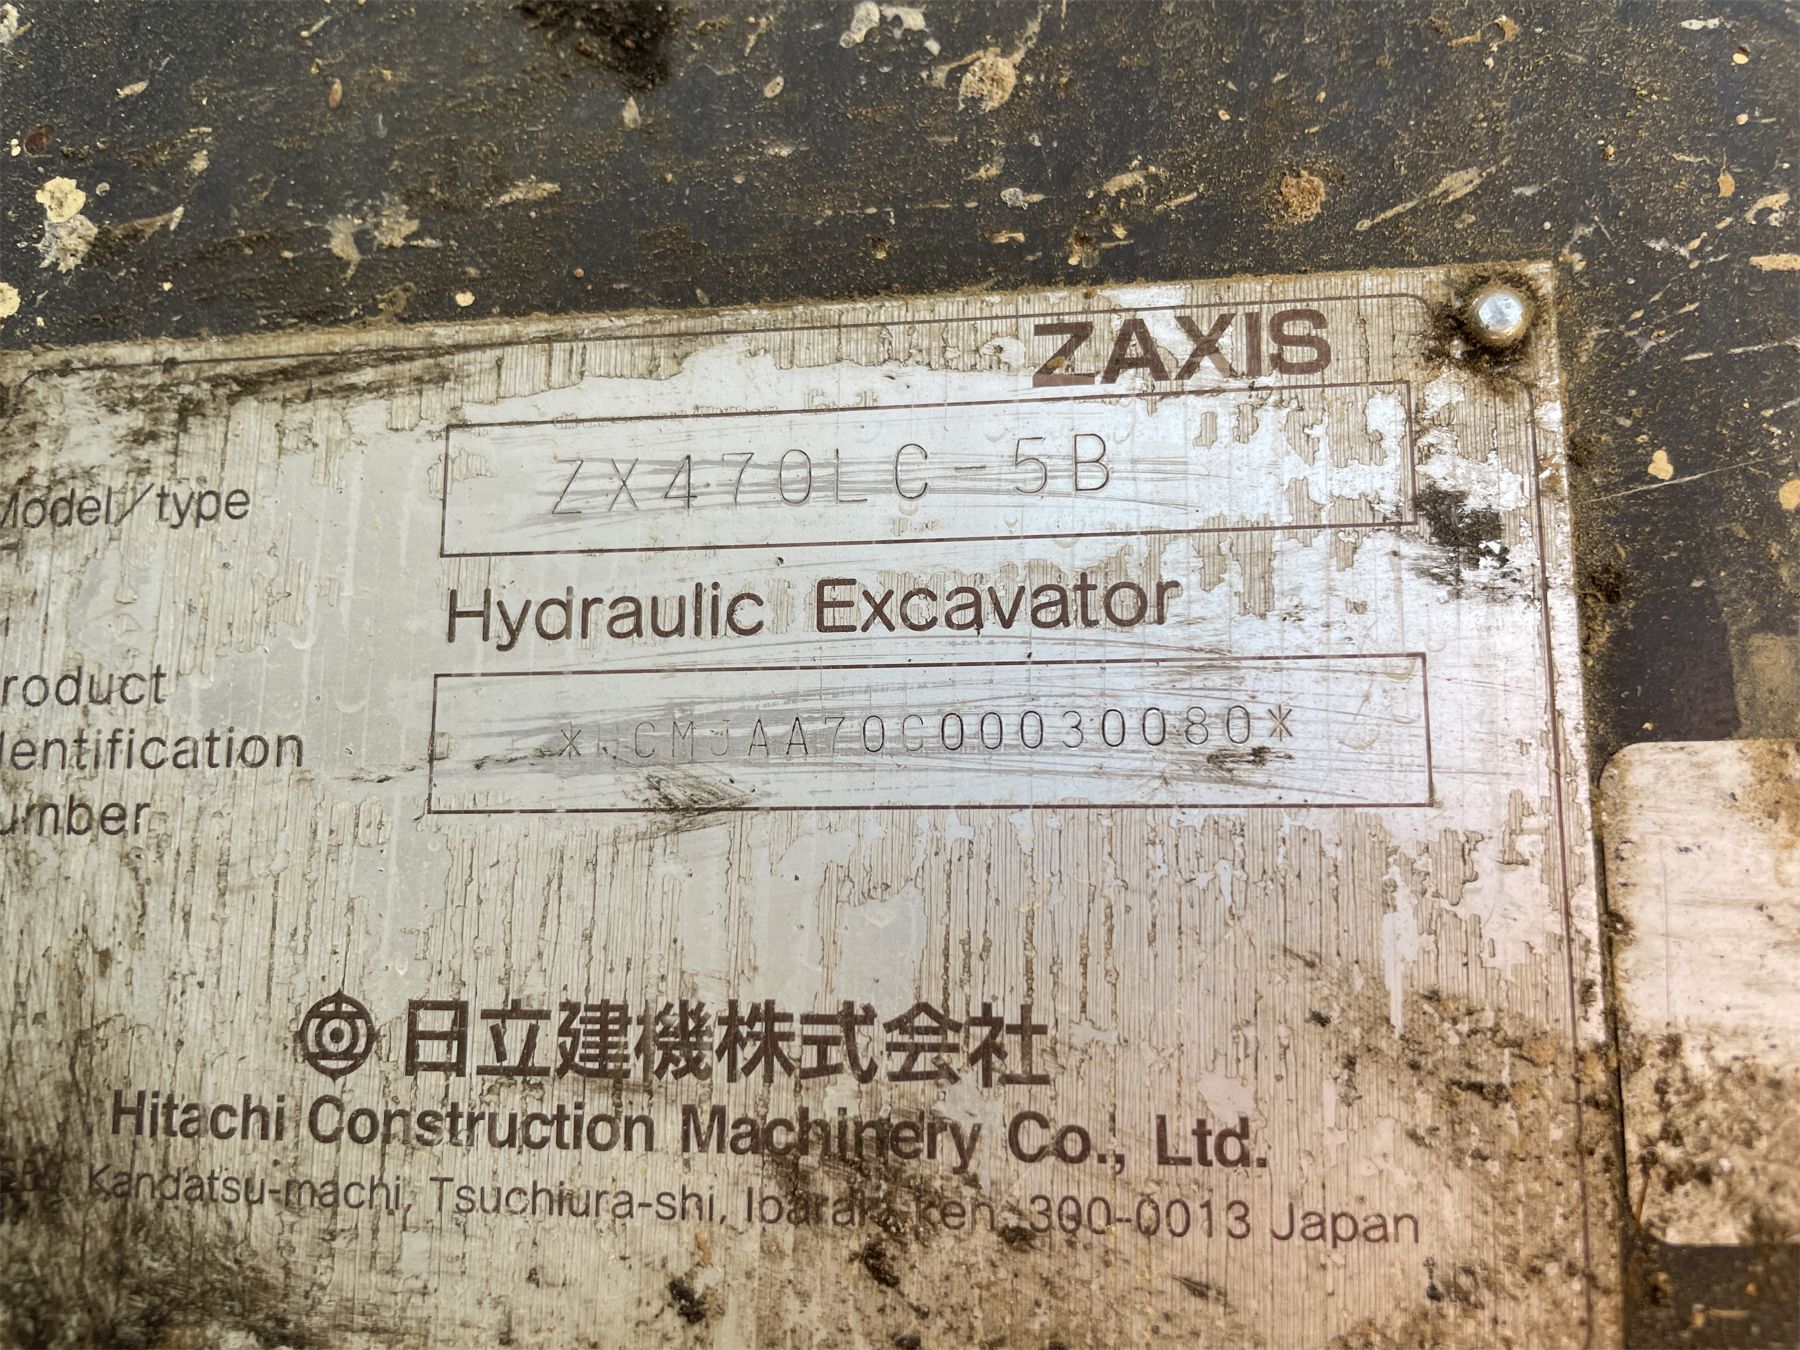 ZAXIS
Model/type ZX470LC-5B
Hydraulic Excavator
roduct
dentification
umber
*HCMJAA70C00030080*
日立建機株式会社
Hitachi Construction Machinery Co., Ltd.
Kandatsu-machi, Tsuchiura-shi, Ibaraki-ken, 300-0013 Japan